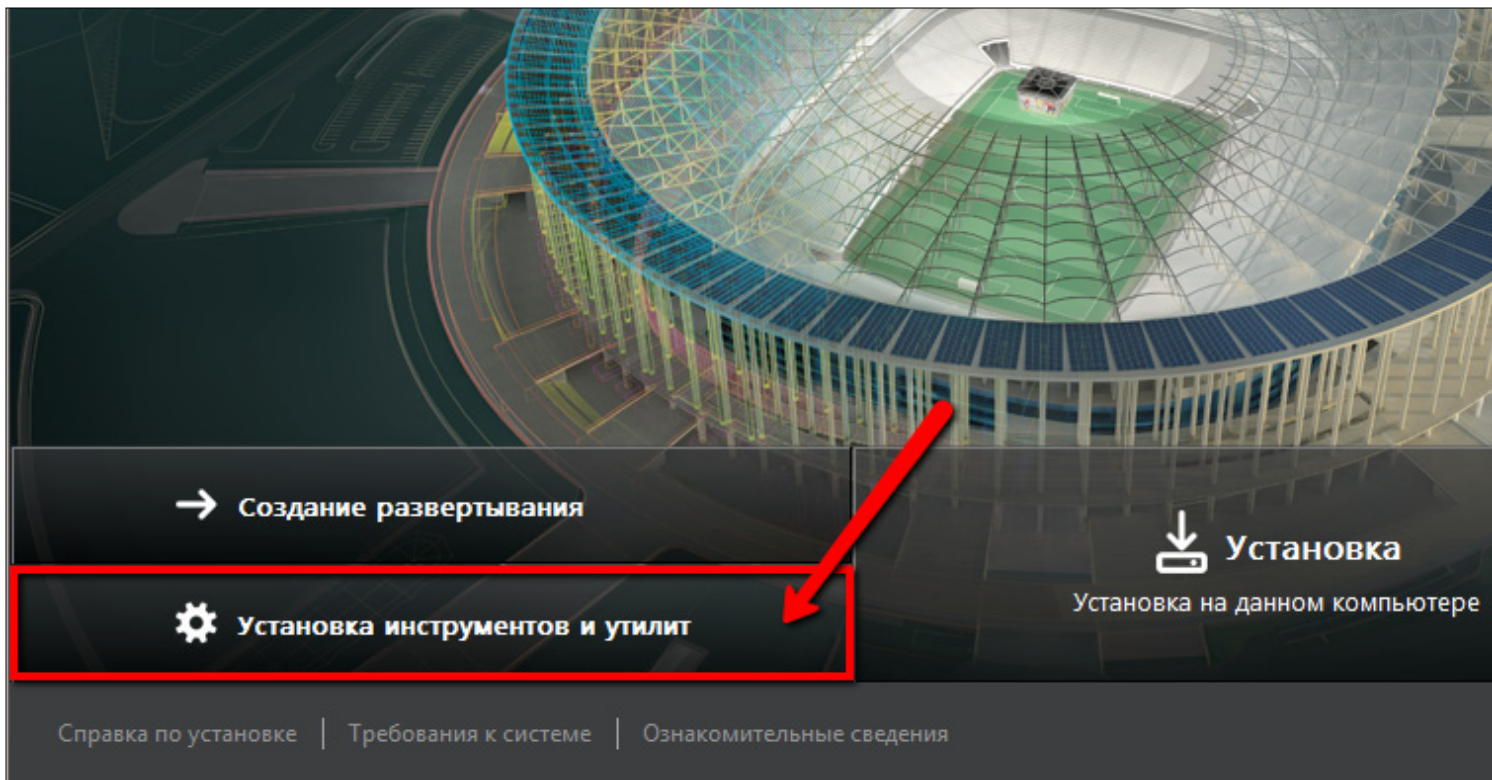 Создание развертывания
Установка инструментов и утилит
Установка
Установка на данном компьютере
Справка по установке | Требования к системе | Ознакомительные сведения